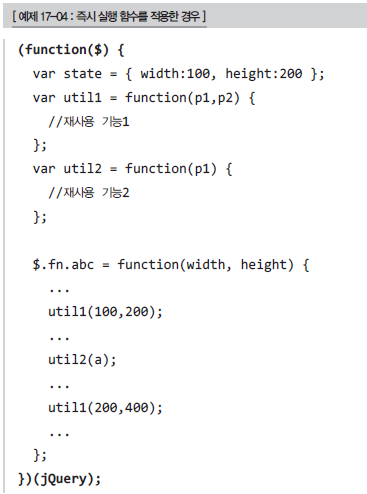 [ 예제 17-04 : 즉시 실행 함수를 적용한 경우 ]
(function($) {
  var state = { width:100, height:200 };
  var util1 = function(p1,p2) {
    //재사용 기능1
  };
  var util2 = function(p1) {
    //재사용 기능2
  };

  $.fn.abc = function(width, height) {
    ...
    util1(100,200);
    ...
    util2(a);
    ...
    util1(200,400);
    ...
  };
})(jQuery);